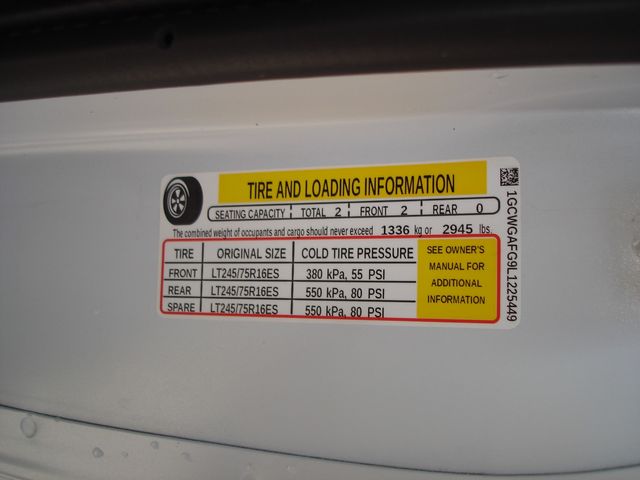 TIRE AND LOADING INFORMATION
SEATING CAPACITY TOTAL 2 FRONT 2 REAR 0
The combined weight of occupants and cargo should never exceed 1336 kg or 2945 lbs.
TIRE ORIGINAL SIZE COLD TIRE PRESSURE
FRONT LT245/75R16ES 380 kPa, 55 PSI
REAR LT245/75R16ES 550 kPa, 80 PSI
SPARE LT245/75R16ES 550 kPa, 80 PSI
SEE OWNER'S
MANUAL FOR
ADDITIONAL
INFORMATION
1GCWGAFG9L1225449